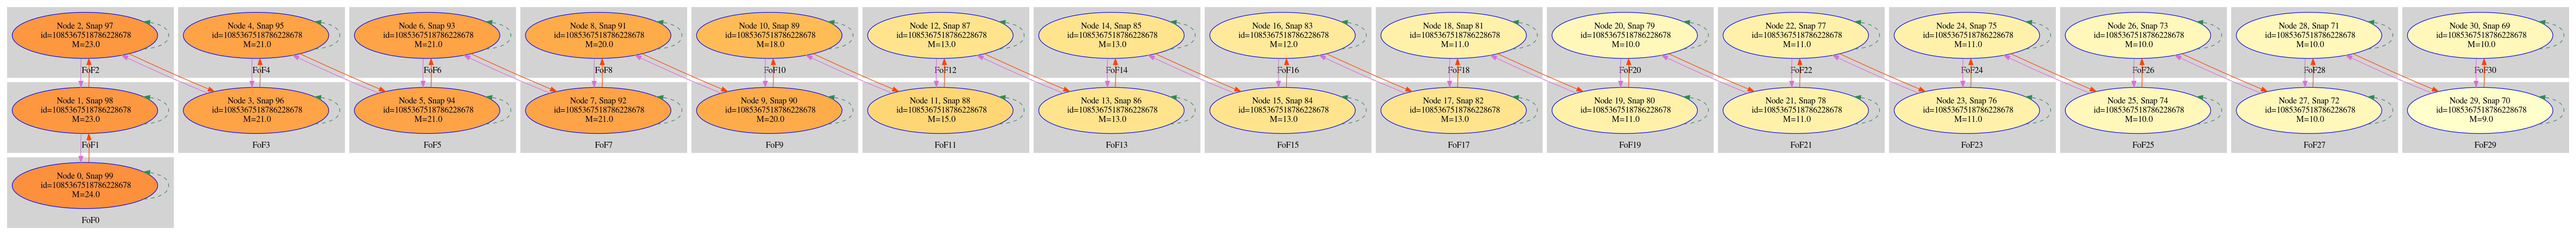 Node 2, Snap 97
id=1085367518786228678
M=23.0
FoF2
Node 4, Snap 95
id=1085367518786228678
M=21.0
FoF4
Node 6, Snap 93
id=1085367518786228678
M=21.0
FoF6
Node 8, Snap 91
id=1085367518786228678
M=20.0
FoF8
Node 10, Snap 89
id=1085367518786228678
M=18.0
FoF10
Node 12, Snap 87
id=1085367518786228678
M=13.0
FoF12
Node 14, Snap 85
id=1085367518786228678
M=13.0
FoF14
Node 16, Snap 83
id=1085367518786228678
M=12.0
FoF16
Node 18, Snap 81
id=1085367518786228678
M=11.0
FoF18
Node 20, Snap 79
id=1085367518786228678
M=10.0
FoF20
Node 22, Snap 77
id=1085367518786228678
M=11.0
FoF22
Node 24, Snap 75
id=1085367518786228678
M=11.0
FoF24
Node 26, Snap 73
id=1085367518786228678
M=10.0
FoF26
Node 28, Snap 71
id=1085367518786228678
M=10.0
FoF28
Node 30, Snap 69
id=1085367518786228678
M=10.0
FoF30
Node 1, Snap 98
id=1085367518786228678
M=23.0
FoF1
Node 3, Snap 96
id=1085367518786228678
M=21.0
FoF3
Node 5, Snap 94
id=1085367518786228678
M=21.0
FoF5
Node 7, Snap 92
id=1085367518786228678
M=21.0
FoF7
Node 9, Snap 90
id=1085367518786228678
M=20.0
FoF9
Node 11, Snap 88
id=1085367518786228678
M=15.0
FoF11
Node 13, Snap 86
id=1085367518786228678
M=13.0
FoF13
Node 15, Snap 84
id=1085367518786228678
M=13.0
FoF15
Node 17, Snap 82
id=1085367518786228678
M=13.0
FoF17
Node 19, Snap 80
id=1085367518786228678
M=11.0
FoF19
Node 21, Snap 78
id=1085367518786228678
M=11.0
FoF21
Node 23, Snap 76
id=1085367518786228678
M=11.0
FoF23
Node 25, Snap 74
id=1085367518786228678
M=10.0
FoF25
Node 27, Snap 72
id=1085367518786228678
M=10.0
FoF27
Node 29, Snap 70
id=1085367518786228678
M=9.0
FoF29
Node 0, Snap 99
id=1085367518786228678
M=24.0
FoF0